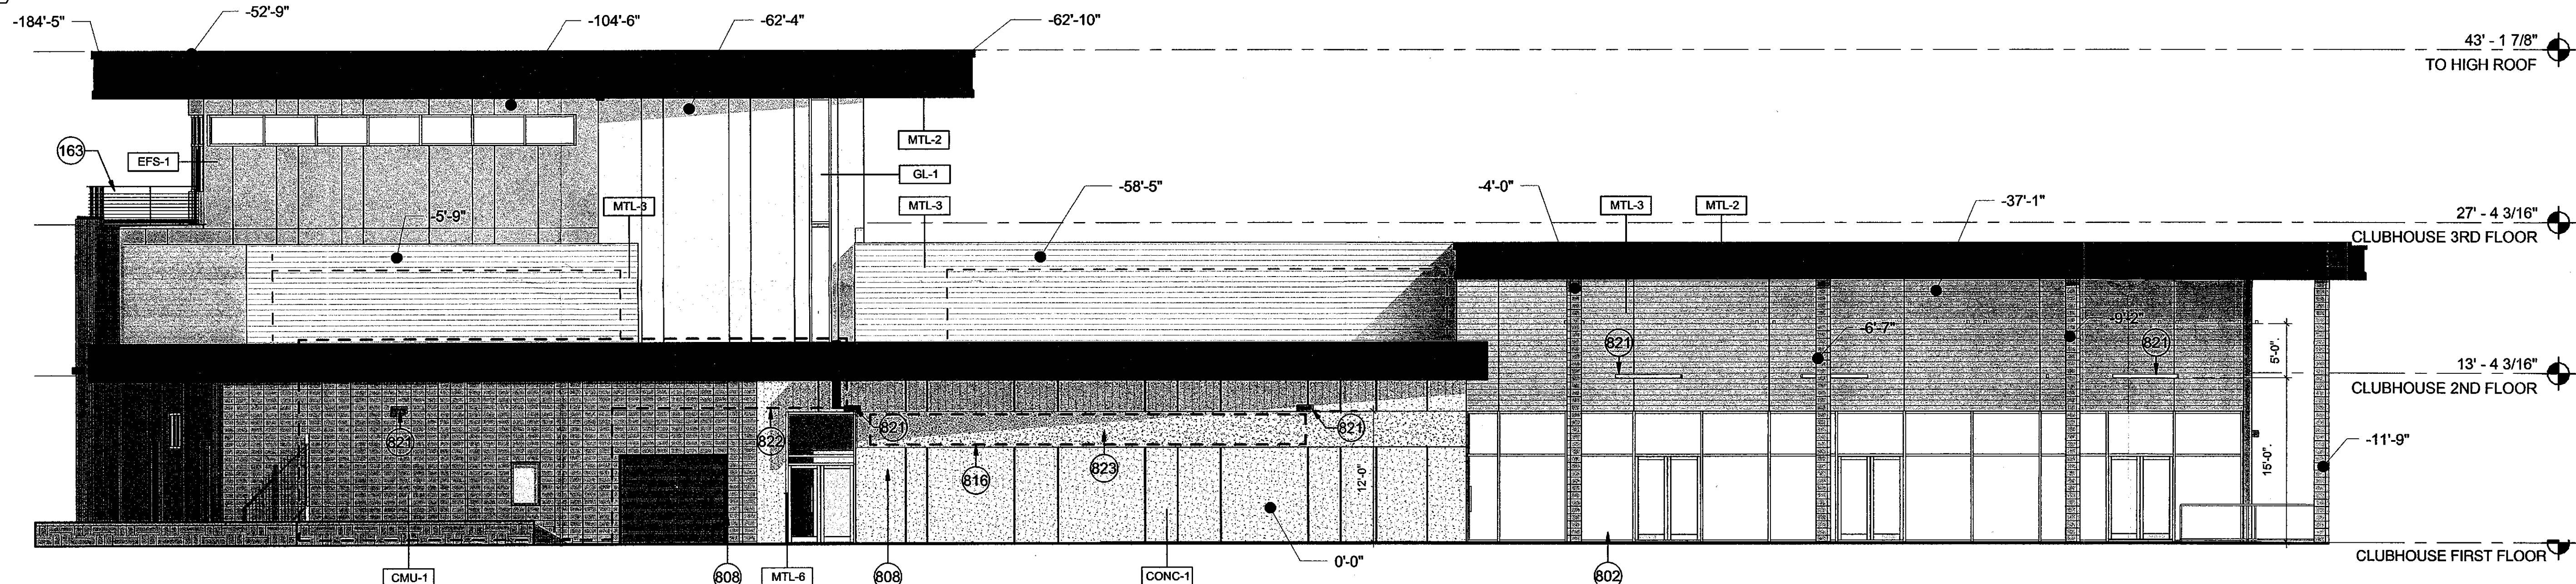 -184'-5"
-52'-9"
-104'-6"
-62'-4"
-62'-10"
43' - 1 7/8"
TO HIGH ROOF
163
EFS-1
MTL-2
GL-1
MTL-3
-5'-9"
MTL-3
-58'-5"
-4'-0"
MTL-3
MTL-2
-37'-1"
27' - 4 3/16"
CLUBHOUSE 3RD FLOOR
821
-6'-7"
-9'-2"
821
5'-0".
13' - 4 3/16"
CLUBHOUSE 2ND FLOOR
821
822
821
821
816
823
12'-0"
15'-0".
-11'-9"
0'-0"
CLUBHOUSE FIRST FLOOR
CMU-1
808
MTL-6
808
CONC-1
802